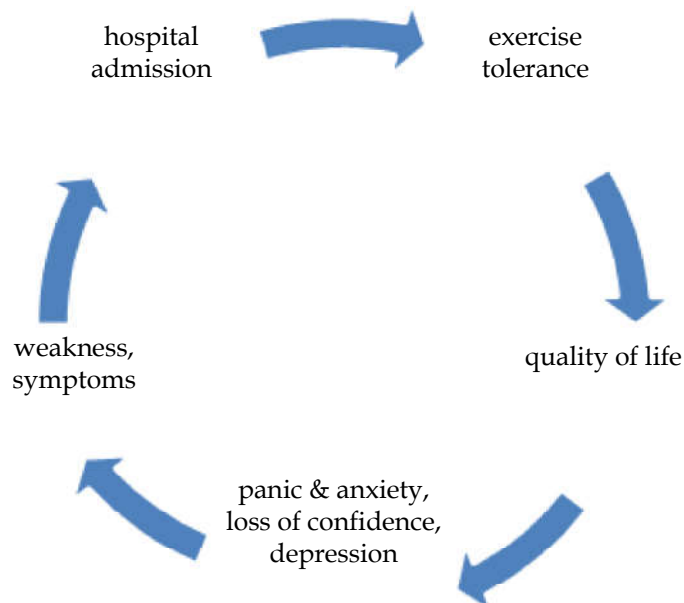 hospital
admission
exercise
tolerance
quality of life
panic & anxiety,
loss of confidence,
depression
weakness,
symptoms